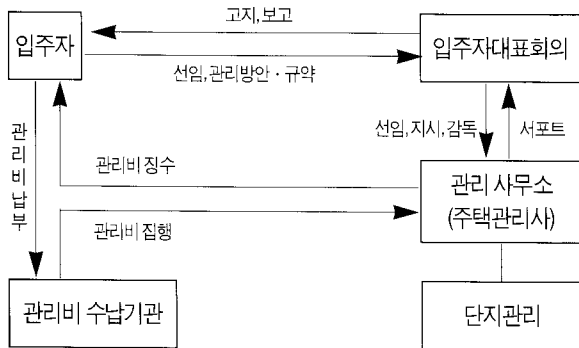 고지,보고
입주자
입주자대표회의
선임,관리방안·규약
관리비납부
선임,지시,감독
서포트
관리비 징수
관리 사무소
(주택관리사)
관리비 집행
관리비 수납기관
단지관리